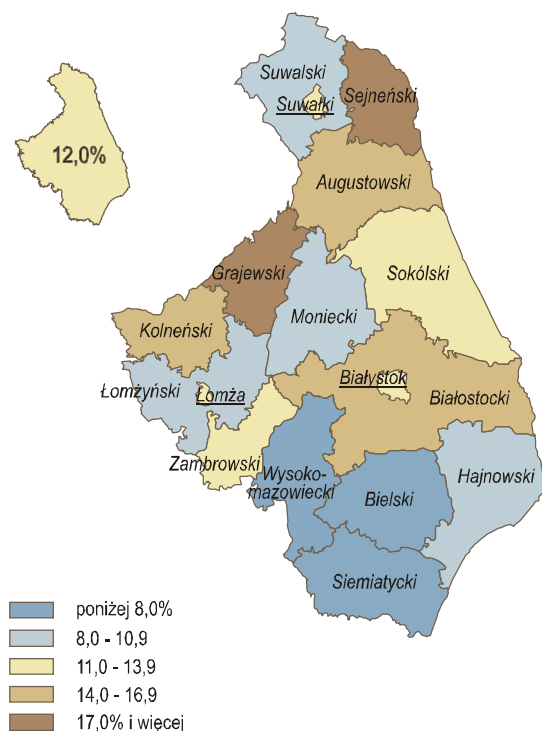 Suwalski
Suwałki
Sejneński
12,0%
Augustowski
Grajewski
Sokólski
Moniecki
Kolneński
Łomżyński
Łomża
Białystok
Białostocki
Zambrowski
Wysoko-
mazowiecki
Hajnowski
Bielski
Siemiatycki
poniżej 8,0%
8,0 - 10,9
11,0 - 13,9
14,0 - 16,9
17,0% i więcej